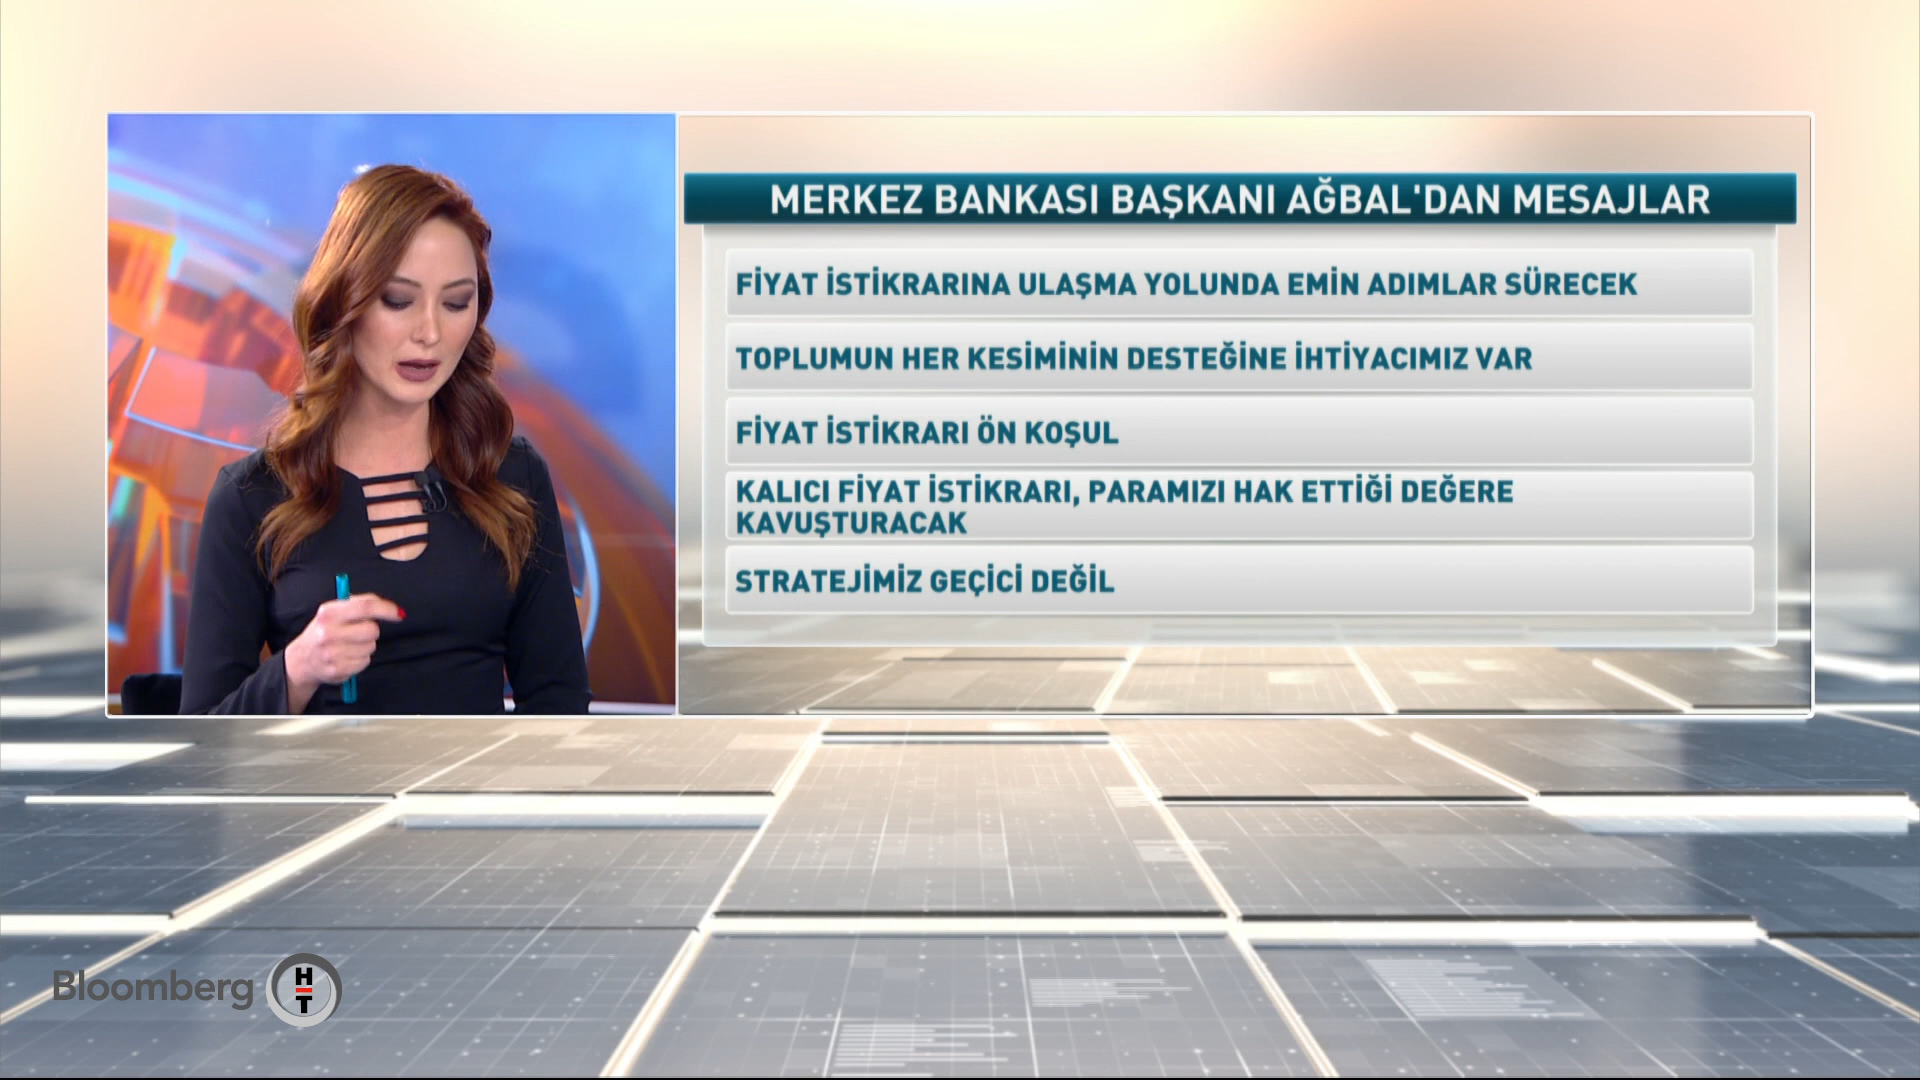 MERKEZ BANKASI BAŞKANI AĞBAL'DAN MESAJLAR
FİYAT İSTİKRARINA ULAŞMA YOLUNDA EMİN ADIMLAR SÜRECEK
TOPLUMUN HER KESİMİNİN DESTEĞİNE İHTİYACIMIZ VAR
FİYAT İSTİKRARI ÖN KOŞUL
KALICI FİYAT İSTİKRARI, PARAMIZI HAK ETTİĞİ DEĞERE
KAVUŞTURACAK
STRATEJİMİZ GEÇİCİ DEĞİL
Bloomberg HT